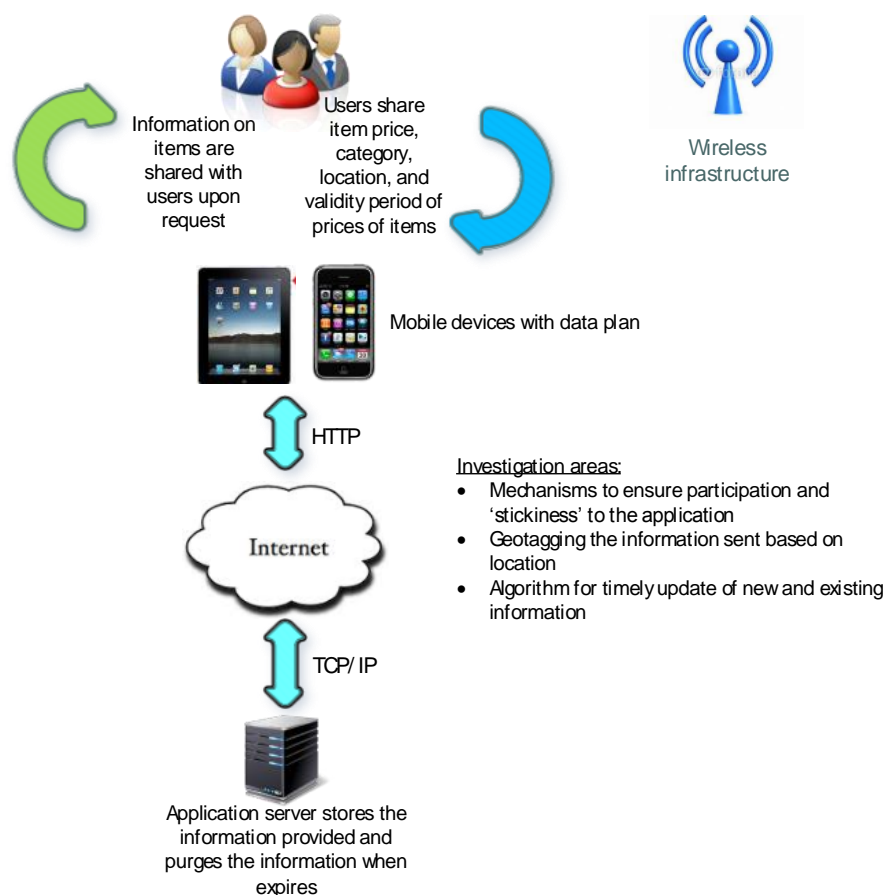 Information on
items are
shared with
users upon
request
Users share
item price,
category,
location, and
validity period of
prices of items
Wireless
infrastructure
Mobile devices with data plan
HTTP
Internet
Investigation areas:
• Mechanisms to ensure participation and
‘stickiness’ to the application
• Geotagging the information sent based on
location
• Algorithm for timely update of new and existing
information
TCP/ IP
Application server stores the
information provided and
purges the information when
expires